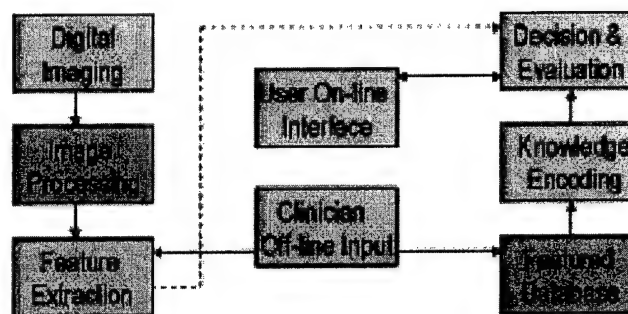 Digital
Imaging
Image
Processing
Feature
Extraction
User On-line
Interface
Clinician
Off-line Input
Decision &
Evaluation
Knowledge
Encoding
Database